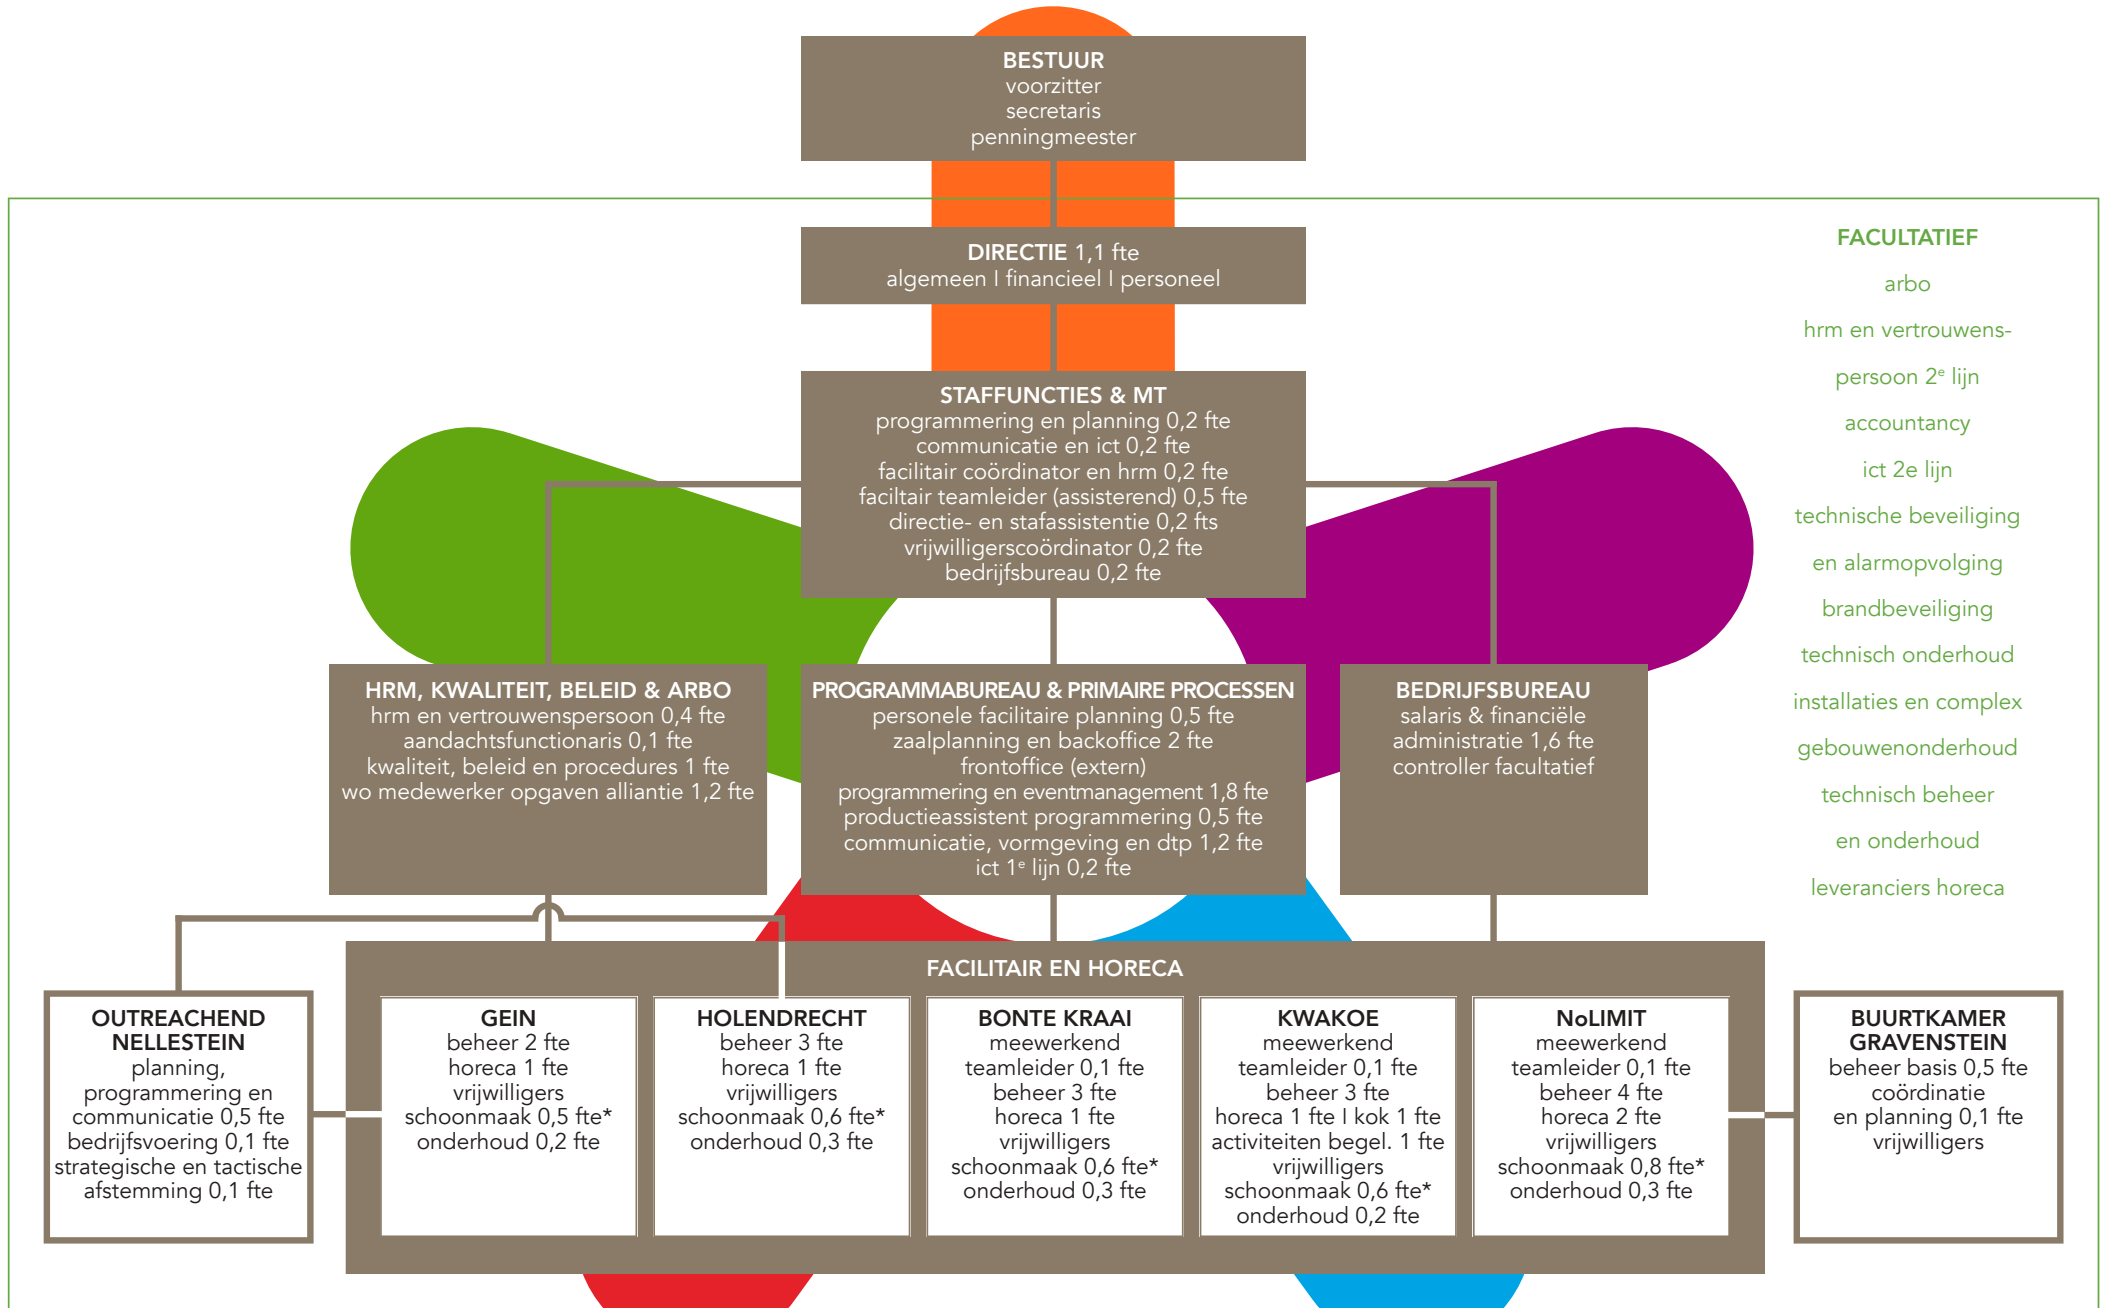 BESTUUR
voorzitter
secretaris
penningmeester
DIRECTIE 1,1 fte
algemeen I financieel I personeel
STAFFUNCTIES & MT
programmering en planning 0,2 fte
communicatie en ict 0,2 fte
facilitair coördinator en hrm 0,2 fte
faciltair teamleider (assisterend) 0,5 fte
directie- en stafassistentie 0,2 fts
vrijwilligerscoördinator 0,2 fte
bedrijfsbureau 0,2 fte
FACULTATIEF
arbo
hrm en vertrouwens-
persoon 2e lijn
accountancy
ict 2e lijn
technische beveiliging
en alarmopvolging
brandbeveiliging
technisch onderhoud
installaties en complex
gebouwenonderhoud
technisch beheer
en onderhoud
leveranciers horeca
HRM, KWALITEIT, BELEID & ARBO
hrm en vertrouwenspersoon 0,4 fte
aandachtsfunctionaris 0,1 fte
kwaliteit, beleid en procedures 1 fte
wo medewerker opgaven alliantie 1,2 fte
PROGRAMMABUREAU & PRIMAIRE PROCESSEN
personele facilitaire planning 0,5 fte
zaalplanning en backoffice 2 fte
frontoffice (extern)
programmering en eventmanagement 1,8 fte
productieassistent programmering 0,5 fte
communicatie, vormgeving en dtp 1,2 fte
ict 1e lijn 0,2 fte
BEDRIJFSBUREAU
salaris & financiële
administratie 1,6 fte
controller facultatief
FACILITAIR EN HORECA
OUTREACHEND
NELLESTEIN
planning,
programmering en
communicatie 0,5 fte
bedrijfsvoering 0,1 fte
strategische en tactische
afstemming 0,1 fte
GEIN
beheer 2 fte
horeca 1 fte
vrijwilligers
schoonmaak 0,5 fte*
onderhoud 0,2 fte
HOLENDRECHT
beheer 3 fte
horeca 1 fte
vrijwilligers
schoonmaak 0,6 fte*
onderhoud 0,3 fte
BONTE KRAAI
meewerkend
teamleider 0,1 fte
beheer 3 fte
horeca 1 fte
vrijwilligers
schoonmaak 0,6 fte*
onderhoud 0,3 fte
KWAKOE
meewerkend
teamleider 0,1 fte
beheer 3 fte
horeca 1 fte I kok 1 fte
activiteiten begel. 1 fte
vrijwilligers
schoonmaak 0,6 fte*
onderhoud 0,2 fte
NoLIMIT
meewerkend
teamleider 0,1 fte
beheer 4 fte
horeca 2 fte
vrijwilligers
schoonmaak 0,8 fte*
onderhoud 0,3 fte
BUURTKAMER
GRAVENSTEIN
beheer basis 0,5 fte
coördinatie
en planning 0,1 fte
vrijwilligers